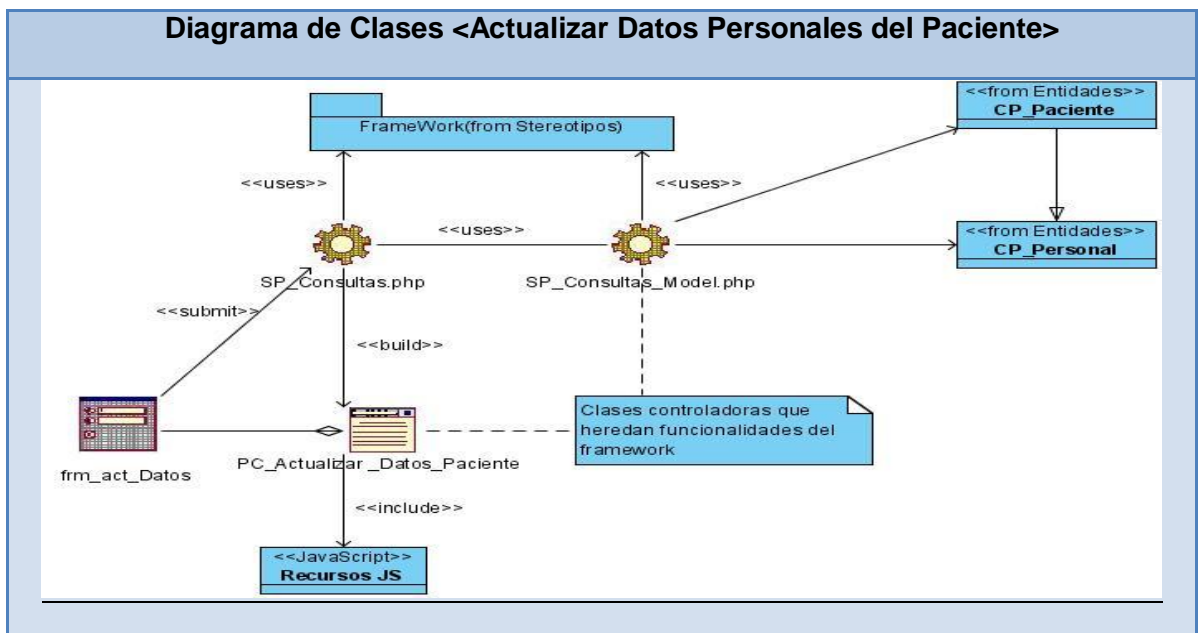 Diagrama de Clases <Actualizar Datos Personales del Paciente>
<<from Entidades>>
CP_Paciente
FrameWork(from Stereotipos)
<<uses>>
<<uses>>
<<uses>>
<<from Entidades>>
CP_Personal
SP_Consultas.php
SP_Consultas_Model.php
<<submit>>
<<build>>
Clases controladoras que
heredan funcionalidades del
framework
frm_act_Datos
PC_Actualizar _Datos_Paciente
<<include>>
<<JavaScript>>
Recursos JS